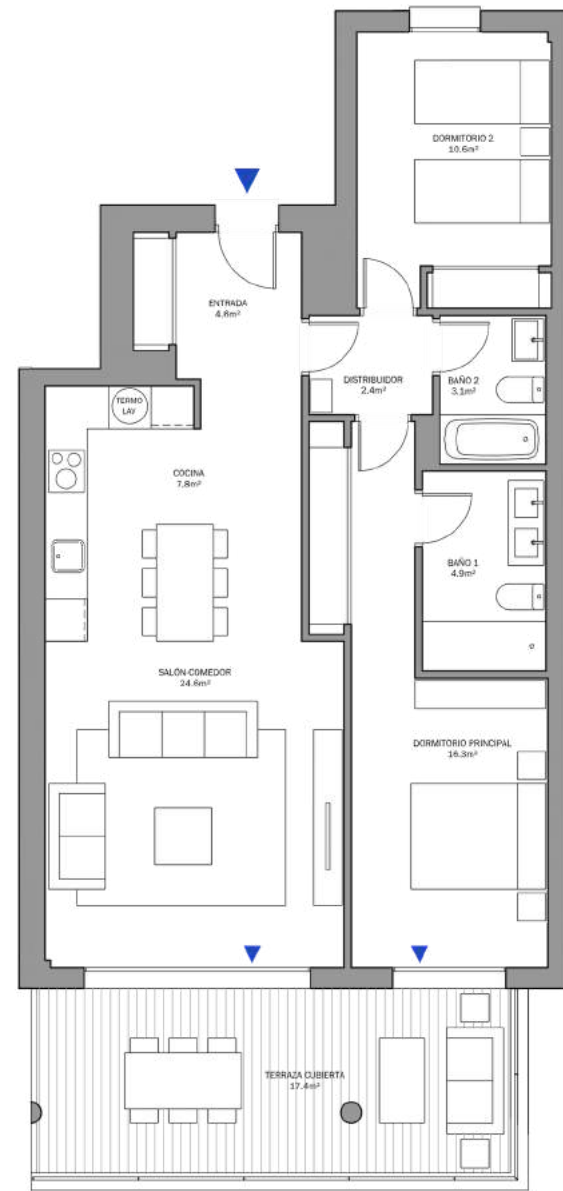 DORMITORIO 2
10.6m²
ENTRADA
4.6m²
DISTRIBUIDOR
2.4m²
BAÑO 2
3.1m²
TERMO
LAV
COCINA
7.8m²
BAÑO 1
4.9m²
SALÓN-COMEDOR
24.6m²
DORMITORIO PRINCIPAL
16.3m²
TERRAZA CUBIERTA
17.4m²